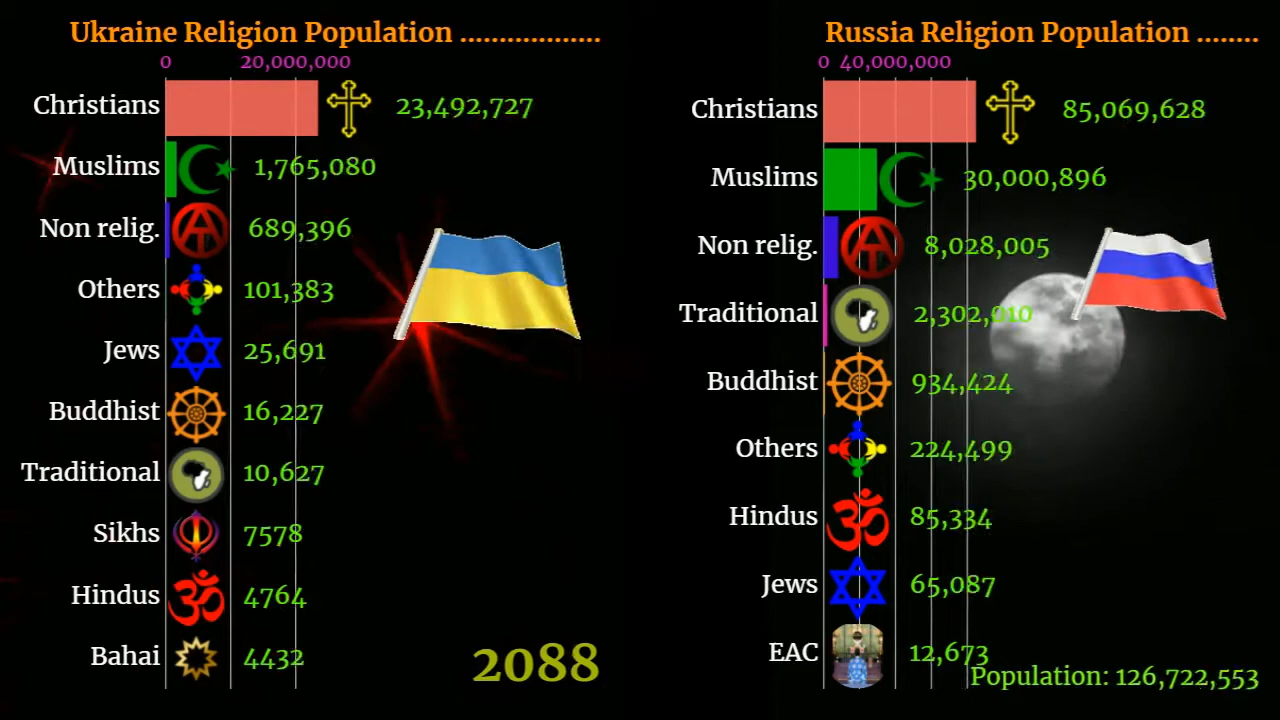 Ukraine Religion Population ..................
0 20,000,000
Christians 23,492,727
Muslims 1,765,080
Non relig. 689,396
Others 101,383
Jews 25,691
Buddhist 16,227
Traditional 10,627
Sikhs 7578
Hindus 4764
Bahai 4432
2088
Russia Religion Population ........
0 40,000,000
Christians 85,069,628
Muslims 30,000,896
Non relig. 8,028,005
Traditional 2,302,010
Buddhist 934,424
Others 224,499
Hindus 85,334
Jews 65,087
EAC 12,673
Population: 126,722,553